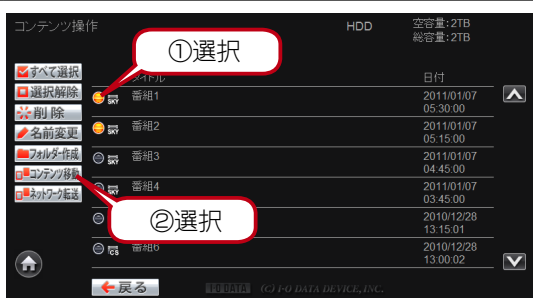 コンテンツ操作
HDD
空容量:2TB
総容量:2TB
①選択
すべて選択
選択解除
削除
名前変更
フォルダー作成
コンテンツ移動
ネットワーク転送
タイトル
日付
SKY
番組1
2011/01/07
05:30:00
SKY
番組2
2011/01/07
05:15:00
SKY
番組3
2011/01/07
04:45:00
SKY
番組4
2011/01/07
03:45:00
②選択
2010/12/28
13:15:01
CS
番組6
2010/12/28
13:00:02
戻る
I-O DATA
(C) I-O DATA DEVICE, INC.